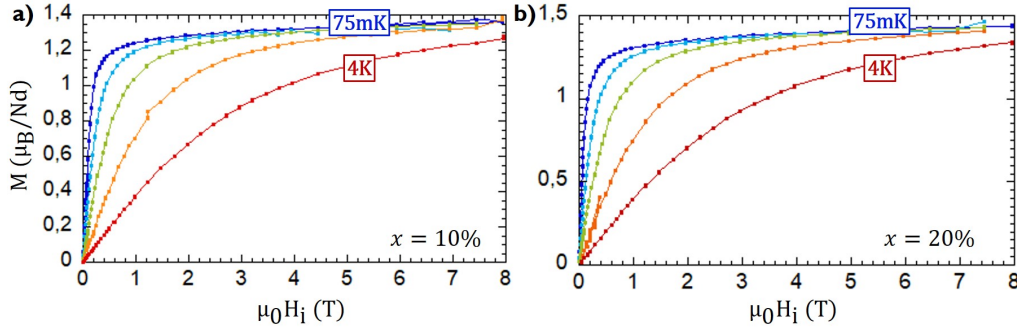 a)
1.4
1.2
1
0.8
0,6
0,4
0,2
0
M (μB/Nd)
75mK
4K
x = 10%
0 1 2 3 4 5 6 7 8
μ0Hi (T)
b)
1.5
1
0,5
0
75mK
4K
x = 20%
0 1 2 3 4 5 6 7 8
μ0Hi (T)